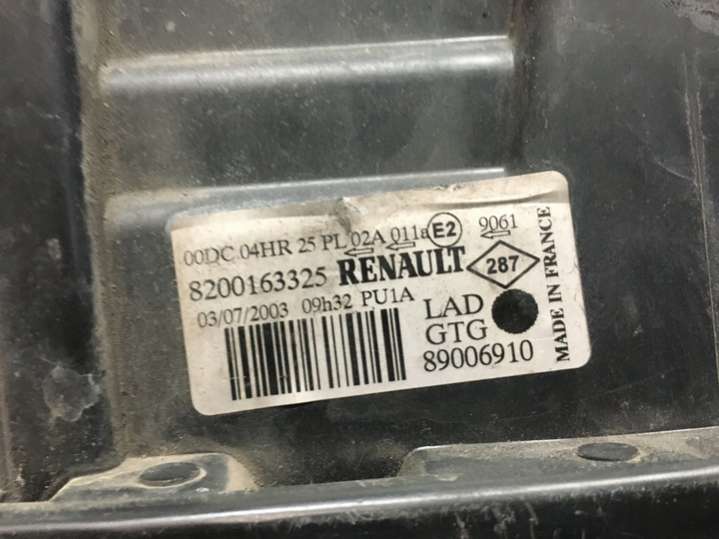 00DC.04HR 25 PL 02A 011a E2 9061
8200163325 RENAULT 287
03/07/2003 09h32 PU1A LAD
GTG
89006910
MADE IN FRANCE